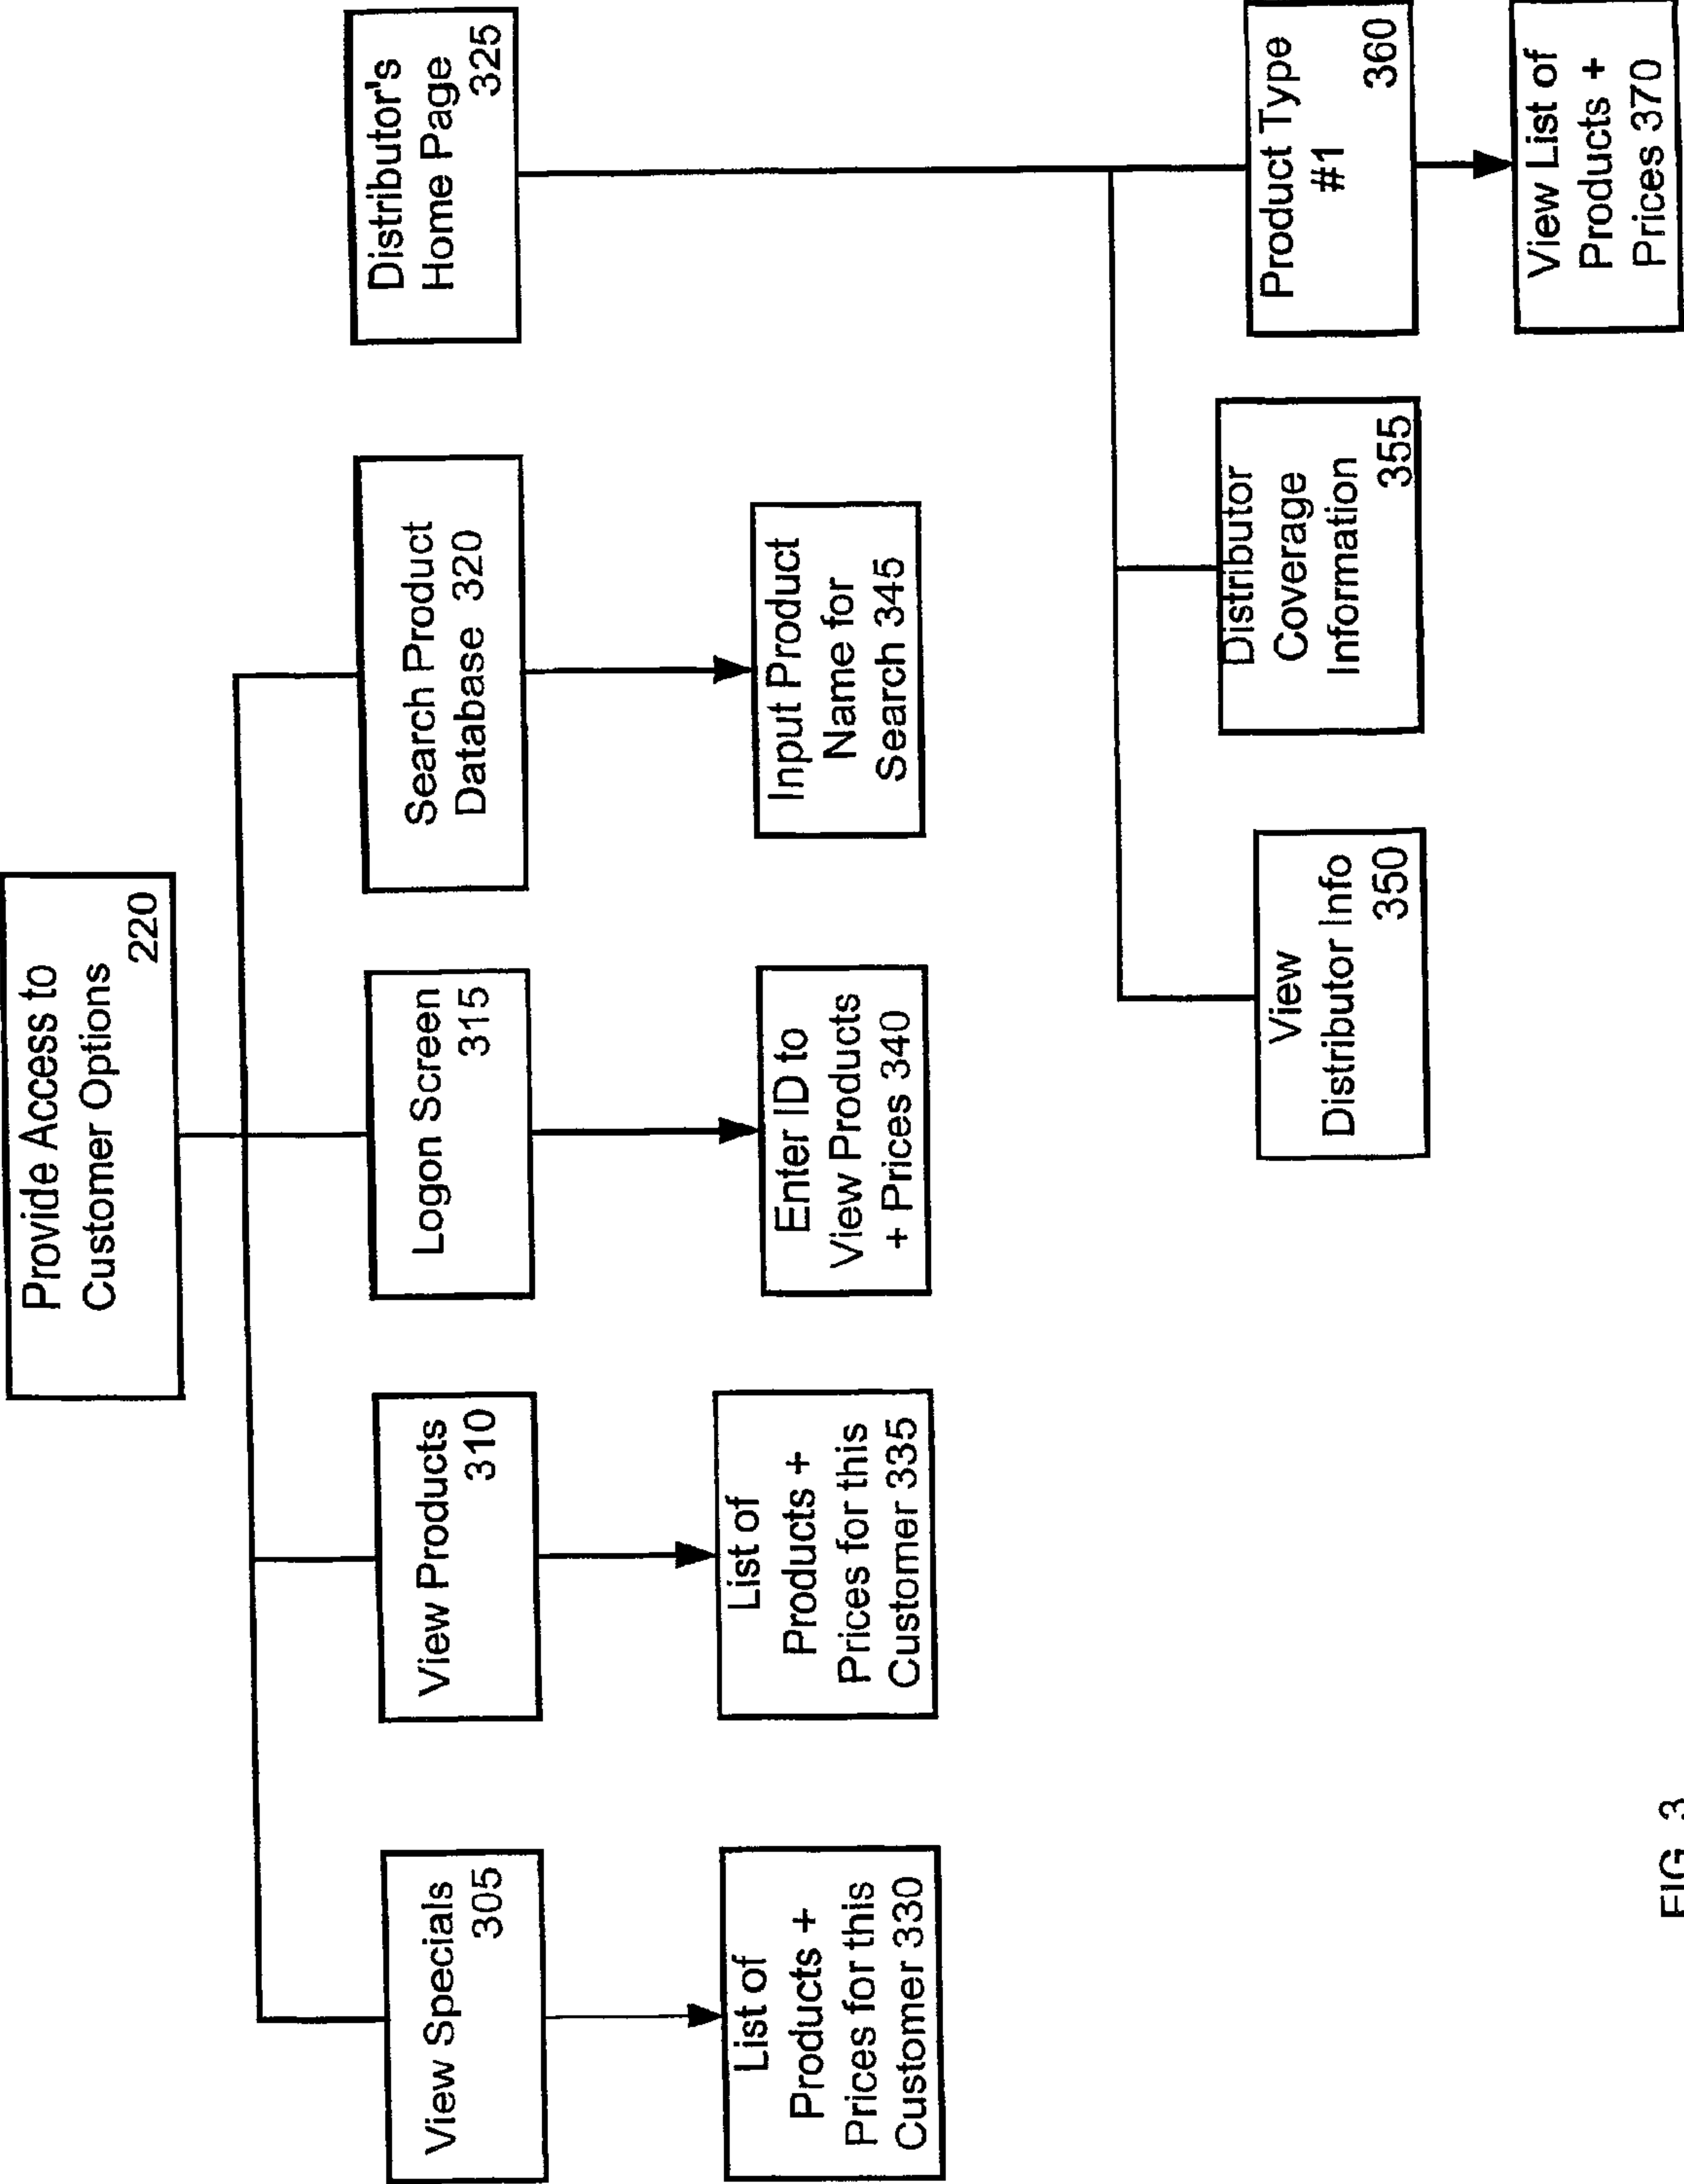 Provide Access to
Customer Options
220
View Specials
305
View Products
310
Logon Screen
315
Search Product
Database 320
Distributor's
Home Page
325
List of
Products +
Prices for this
Customer 330
List of
Products +
Prices for this
Customer 335
Enter ID to
View Products
+ Prices 340
Input Product
Name for
Search 345
View
Distributor Info
350
Distributor
Coverage
Information
355
Product Type
#1
360
View List of
Products +
Prices 370
FIG. 3